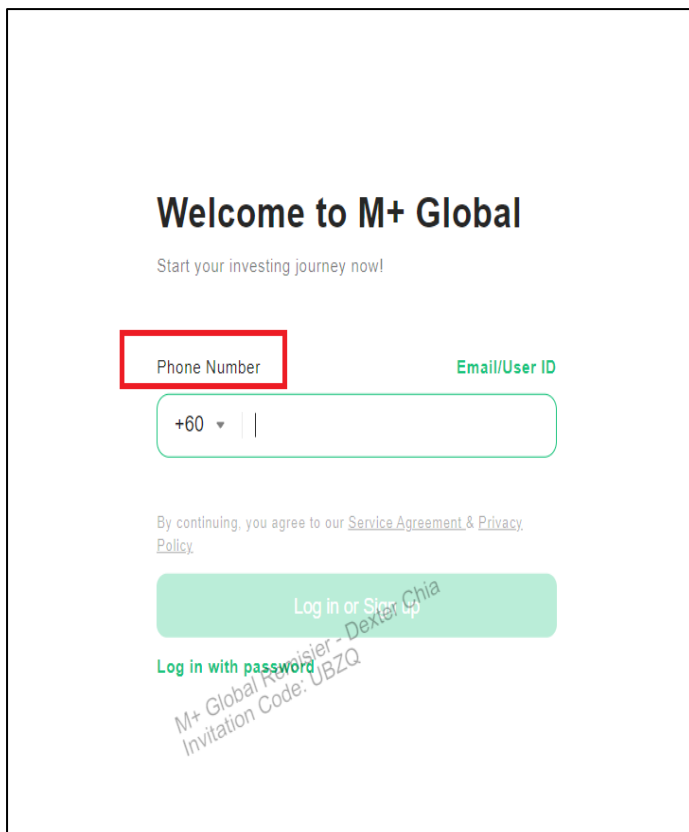 Welcome to M+ Global
Start your investing journey now!
Phone Number
Email/User ID
+60
By continuing, you agree to our Service Agreement & Privacy
Policy
Log in or Sign up
Log in with password
M+ Global Remisier - Dexter Chia
Invitation Code: UBZQ